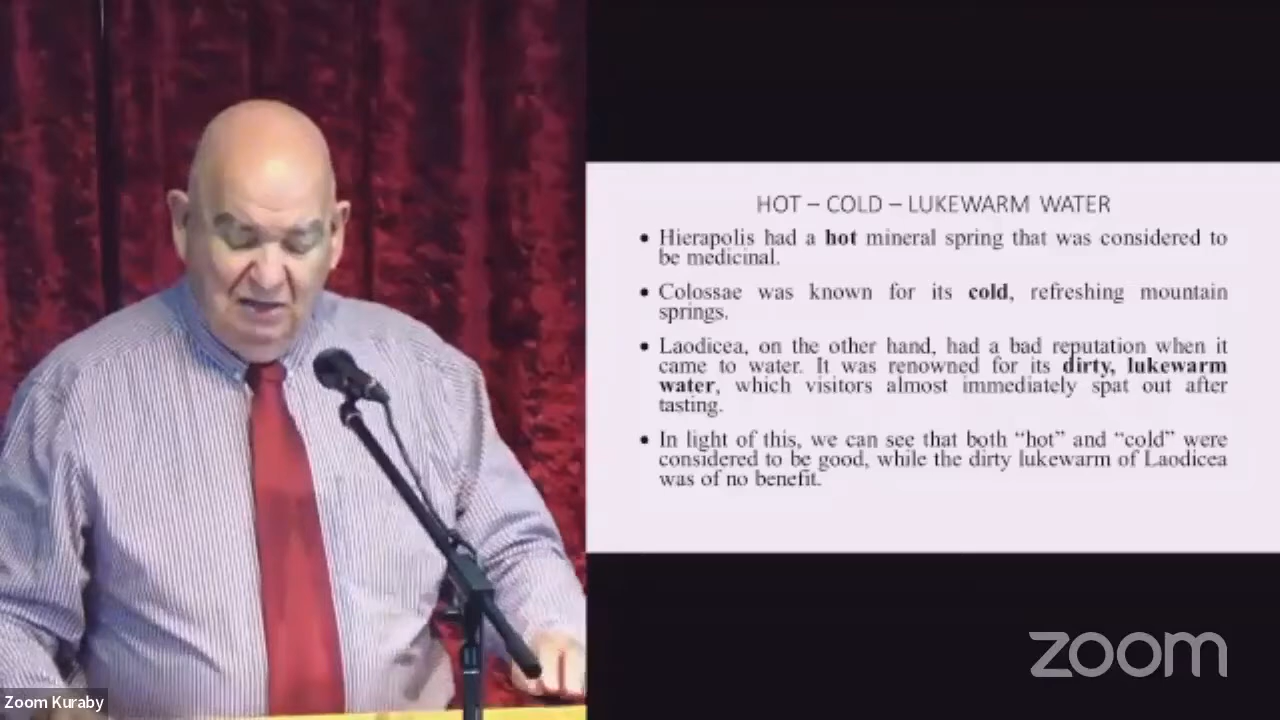 HOT – COLD – LUKEWARM WATER
• Hierapolis had a hot mineral spring that was considered to
be medicinal.
• Colossae was known for its cold, refreshing mountain
springs.
• Laodicea, on the other hand, had a bad reputation when it
came to water. It was renowned for its dirty, lukewarm
water, which visitors almost immediately spat out after
tasting.
• In light of this, we can see that both “hot” and “cold” were
considered to be good, while the dirty lukewarm of Laodicea
was of no benefit.
zoom
Zoom Kuraby